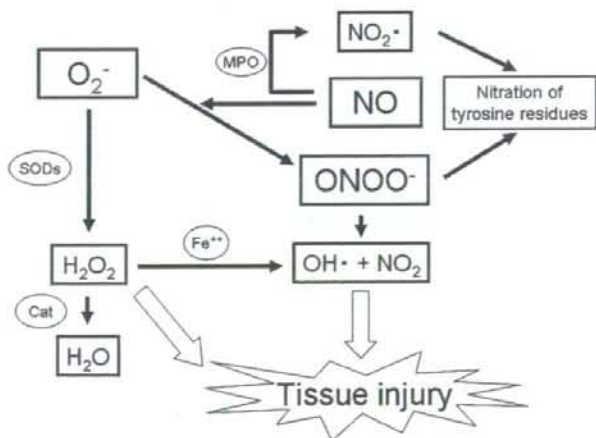 NO₂•
MPO
O₂⁻
NO
Nitration of
tyrosine residues
SODs
ONOO⁻
Fe⁺⁺
H₂O₂
OH• + NO₂
Cat
H₂O
Tissue injury